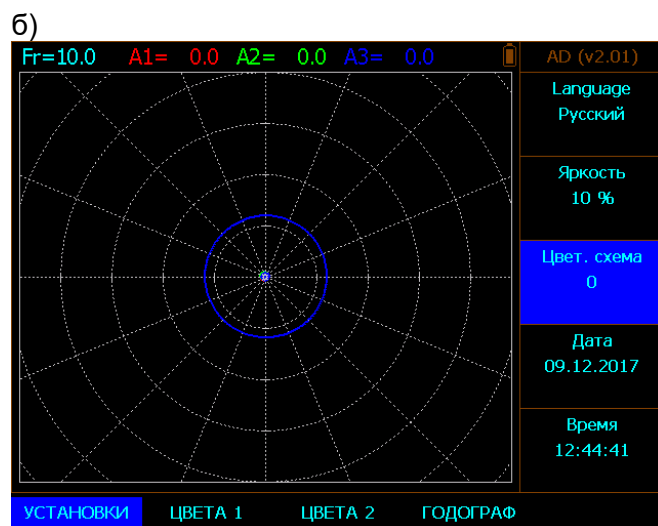 б)
Fr=10.0 A1= 0.0 A2= 0.0 A3= 0.0
AD (v2.01)
Language
Русский
Яркость
10 %
Цвет. схема
0
Дата
09.12.2017
Время
12:44:41
УСТАНОВКИ ЦВЕТА 1 ЦВЕТА 2 ГОДОГРАФ